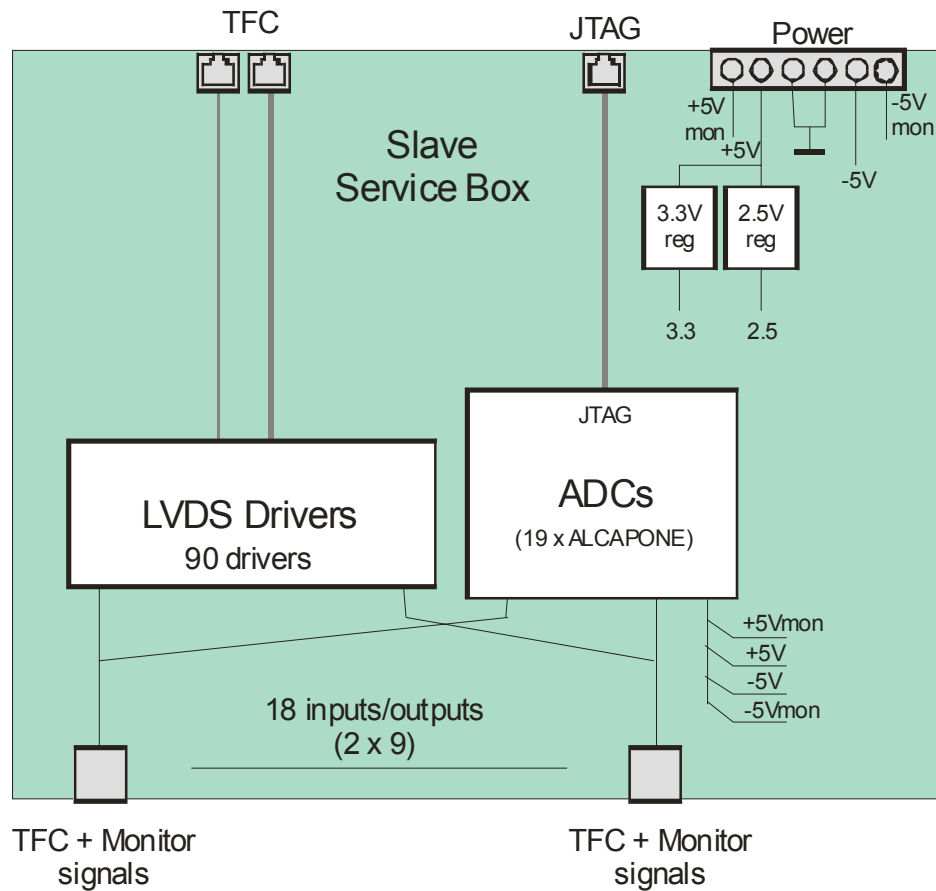 TFC
JTAG
Power
+5V
mon
-5V
mon
+5V
-5V
Slave
Service Box
3.3V
reg
2.5V
reg
3.3
2.5
JTAG
ADCs
(19 x ALCAPONE)
LVDS Drivers
90 drivers
+5Vmon
+5V
-5V
-5Vmon
18 inputs/outputs
(2 x 9)
TFC + Monitor
signals
TFC + Monitor
signals